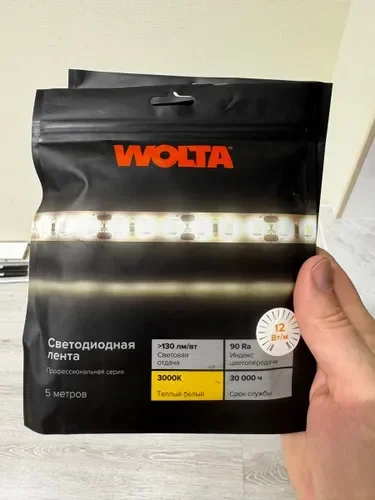 WOLTA
Светодиодная
лента
Профессиональная серия
5 метров
>130 лм/вт
Световая
отдача
90 Ra
Индекс
цветопередачи
12
Вт/м
3000K
Теплый белый
30 000 ч
Срок службы